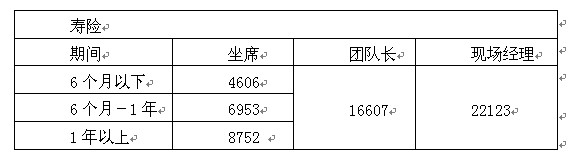 寿险
期间 坐席 团队长 现场经理
6个月以下 4606
6个月－1年 6953 16607 22123
1年以上 8752